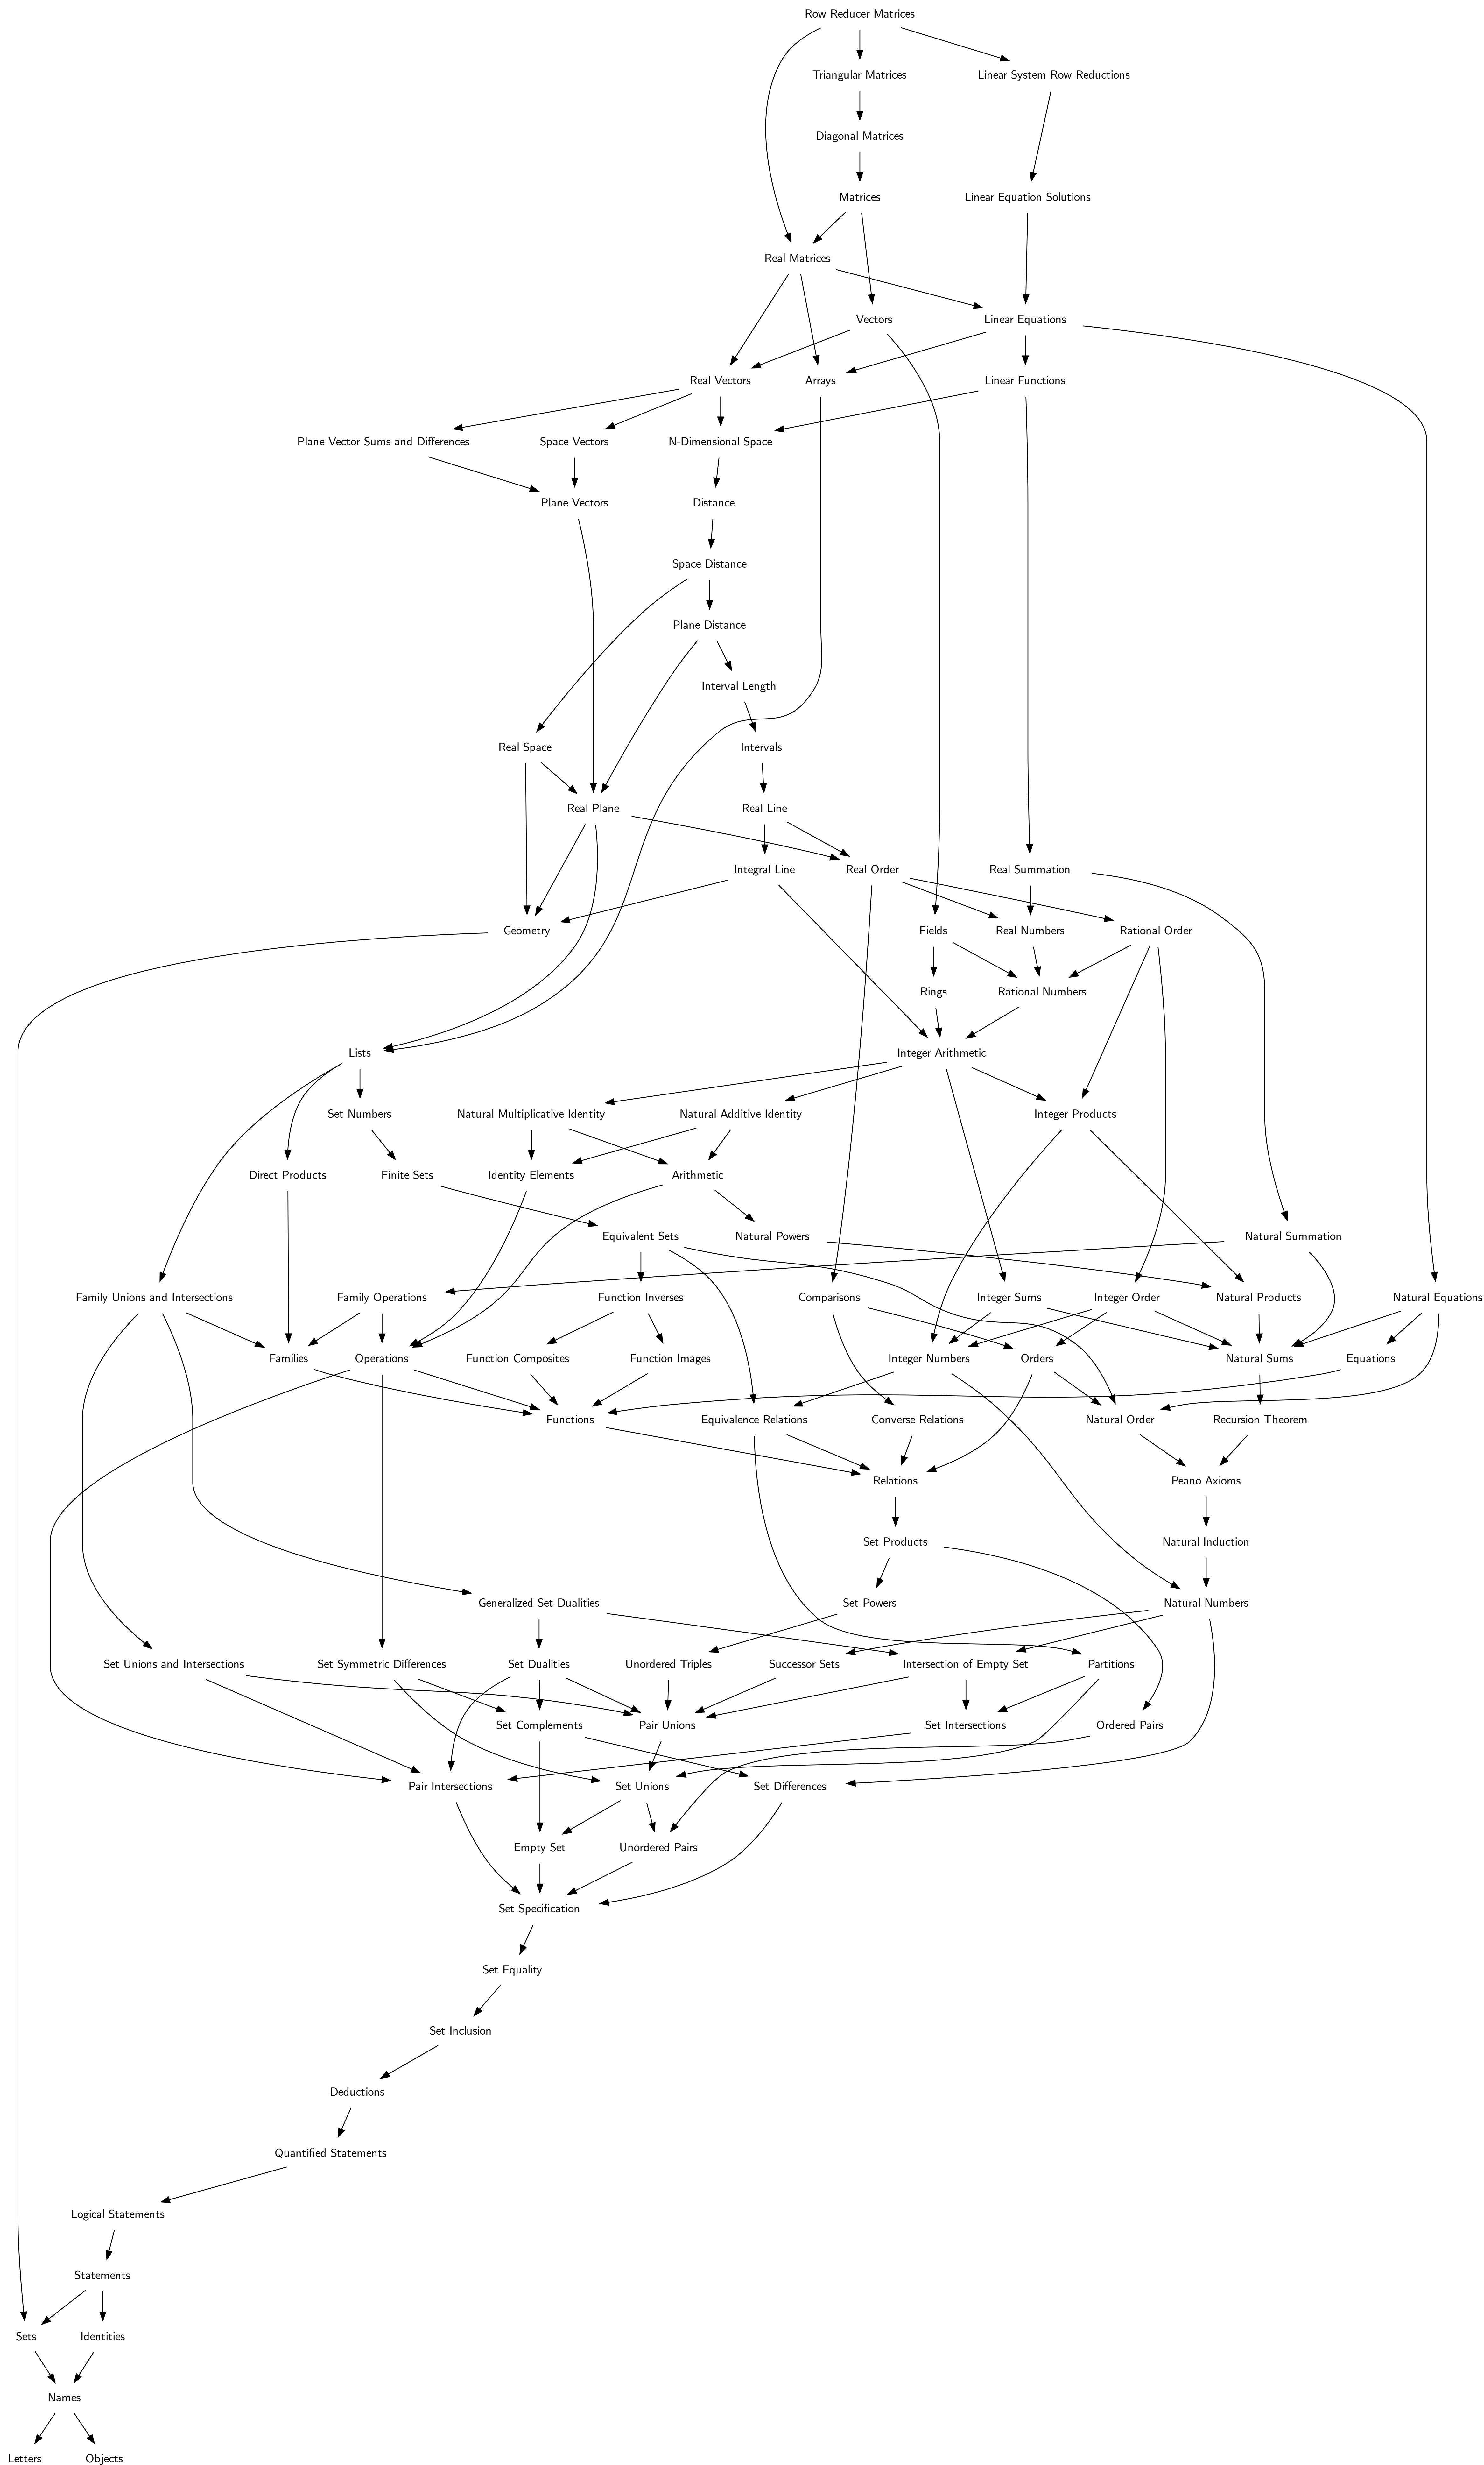 Row Reducer Matrices
Triangular Matrices
Linear System Row Reductions
Diagonal Matrices
Matrices
Linear Equation Solutions
Real Matrices
Vectors
Linear Equations
Real Vectors
Arrays
Linear Functions
Plane Vector Sums and Differences
Space Vectors
N-Dimensional Space
Plane Vectors
Distance
Space Distance
Plane Distance
Interval Length
Real Space
Intervals
Real Plane
Real Line
Integral Line
Real Order
Real Summation
Geometry
Fields
Real Numbers
Rational Order
Rings
Rational Numbers
Lists
Integer Arithmetic
Set Numbers
Natural Multiplicative Identity
Natural Additive Identity
Integer Products
Direct Products
Finite Sets
Identity Elements
Arithmetic
Equivalent Sets
Natural Powers
Natural Summation
Family Unions and Intersections
Family Operations
Function Inverses
Comparisons
Integer Sums
Integer Order
Natural Products
Natural Equations
Families
Operations
Function Composites
Function Images
Integer Numbers
Orders
Natural Sums
Equations
Functions
Equivalence Relations
Converse Relations
Natural Order
Recursion Theorem
Relations
Peano Axioms
Set Products
Natural Induction
Generalized Set Dualities
Set Powers
Natural Numbers
Set Unions and Intersections
Set Symmetric Differences
Set Dualities
Unordered Triples
Successor Sets
Intersection of Empty Set
Partitions
Set Complements
Pair Unions
Set Intersections
Ordered Pairs
Pair Intersections
Set Unions
Set Differences
Empty Set
Unordered Pairs
Set Specification
Set Equality
Set Inclusion
Deductions
Quantified Statements
Logical Statements
Statements
Sets
Identities
Names
Letters
Objects